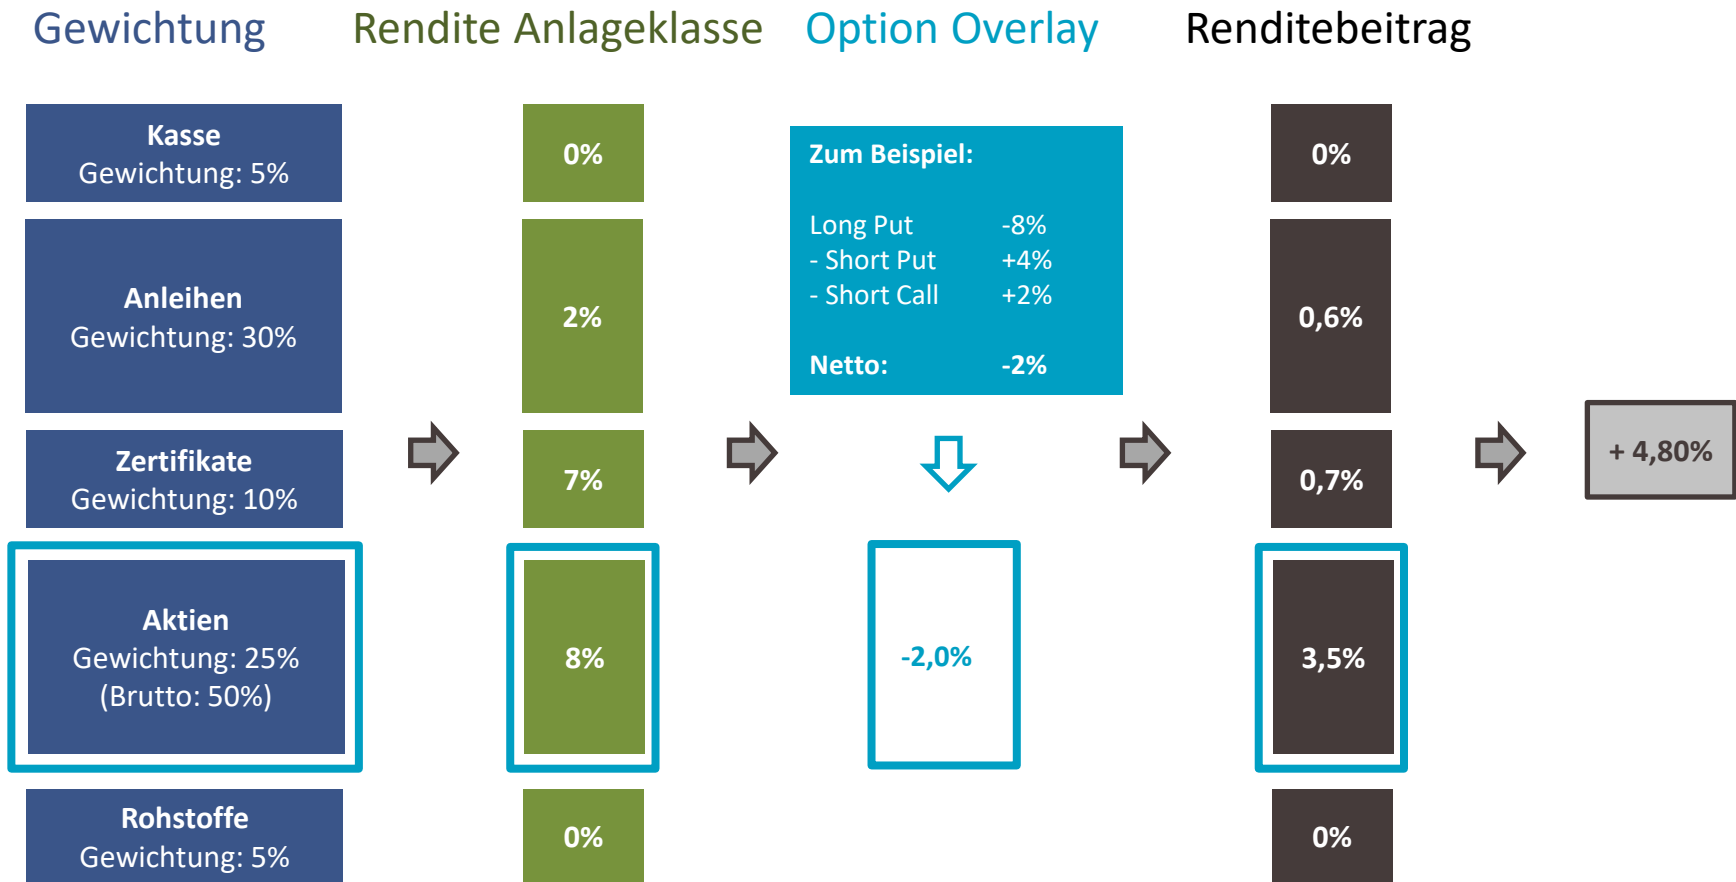 Gewichtung
Rendite Anlageklasse
Option Overlay
Renditebeitrag
Kasse
Gewichtung: 5%
0%
Zum Beispiel:
Long Put -8%
- Short Put +4%
- Short Call +2%
Netto: -2%
0%
Anleihen
Gewichtung: 30%
2%
0,6%
Zertifikate
Gewichtung: 10%
7%
0,7%
+ 4,80%
Aktien
Gewichtung: 25%
(Brutto: 50%)
8%
-2,0%
3,5%
Rohstoffe
Gewichtung: 5%
0%
0%